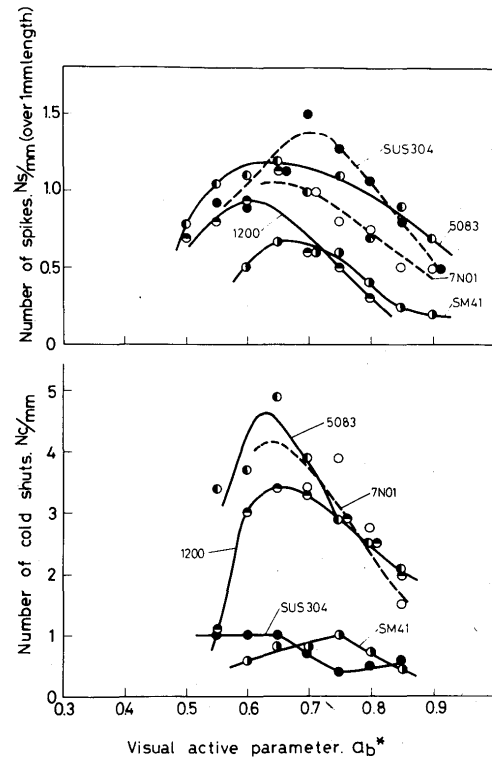 Number of spikes. Ns/mm (over 1mm length)
1.5
1.0
0.5
0
SUS304
1200
5083
7N01
SM41
Number of cold shuts. Nc/mm
5
4
3
2
1
0
5083
7N01
1200
SUS304
SM41
0.3 0.4 0.5 0.6 0.7 0.8 0.9
Visual active parameter. ab*